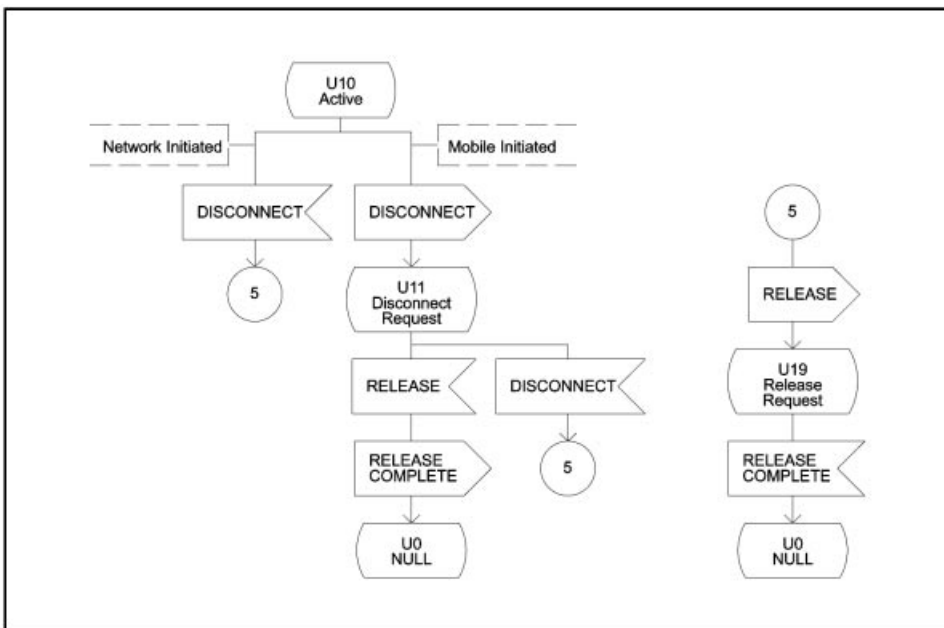 U10
Active
Network Initiated
Mobile Initiated
DISCONNECT
DISCONNECT
5
U11
Disconnect
Request
RELEASE
DISCONNECT
RELEASE
COMPLETE
5
U0
NULL
5
RELEASE
U19
Release
Request
RELEASE
COMPLETE
U0
NULL